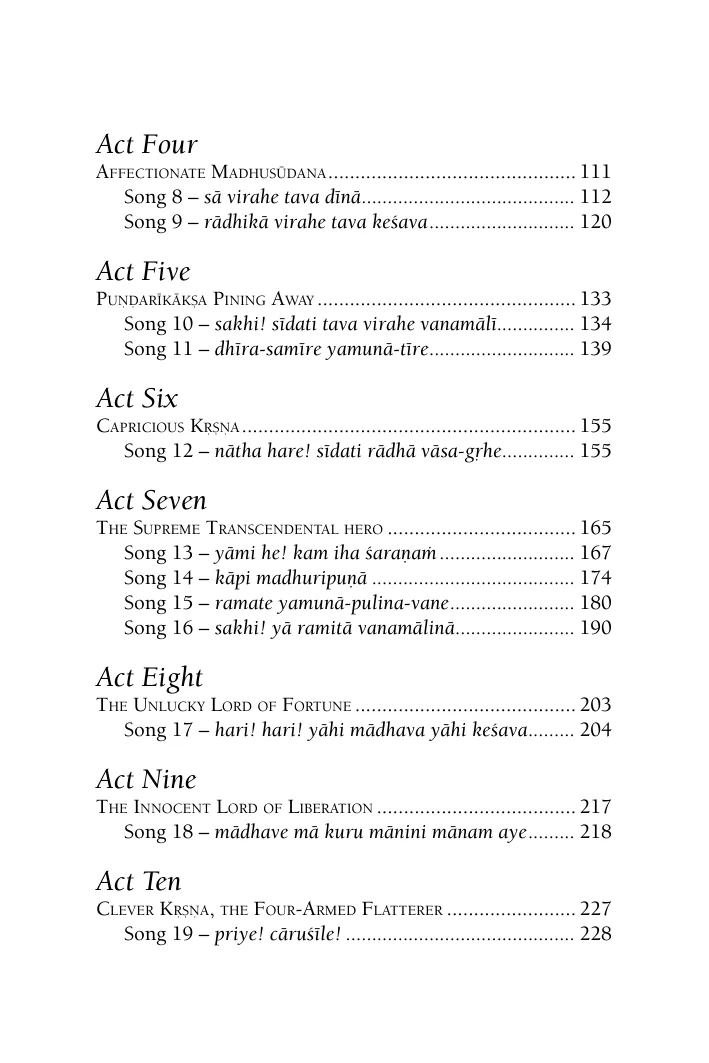 Act Four
Affectionate Madhusūdana............................................... 111
Song 8 – sā virahe tava dīnā......................................... 112
Song 9 – rādhikā virahe tava keśava............................ 120
Act Five
Puṇḍarīkākṣa Pining Away ................................................. 133
Song 10 – sakhi! sīdati tava virahe vanamālī............... 134
Song 11 – dhīra-samīre yamunā-tīre............................ 139
Act Six
Capricious Kṛṣṇa............................................................... 155
Song 12 – nātha hare! sīdati rādhā vāsa-gṛhe.............. 155
Act Seven
The Supreme Transcendental hero ................................... 165
Song 13 – yāmi he! kam iha śaraṇaṁ .......................... 167
Song 14 – kāpi madhuripuṇā ....................................... 174
Song 15 – ramate yamunā-pulina-vane........................ 180
Song 16 – sakhi! yā ramitā vanamālinā....................... 190
Act Eight
The Unlucky Lord of Fortune .......................................... 203
Song 17 – hari! hari! yāhi mādhava yāhi keśava......... 204
Act Nine
The Innocent Lord of Liberation ...................................... 217
Song 18 – mādhave mā kuru mānini mānam aye......... 218
Act Ten
Clever Kṛṣṇa, the Four-Armed Flatterer ........................ 227
Song 19 – priye! cāruśīle! ............................................ 228